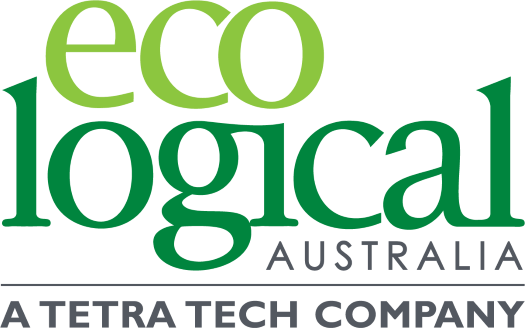 eco
logical
AUSTRALIA
A TETRA TECH COMPANY